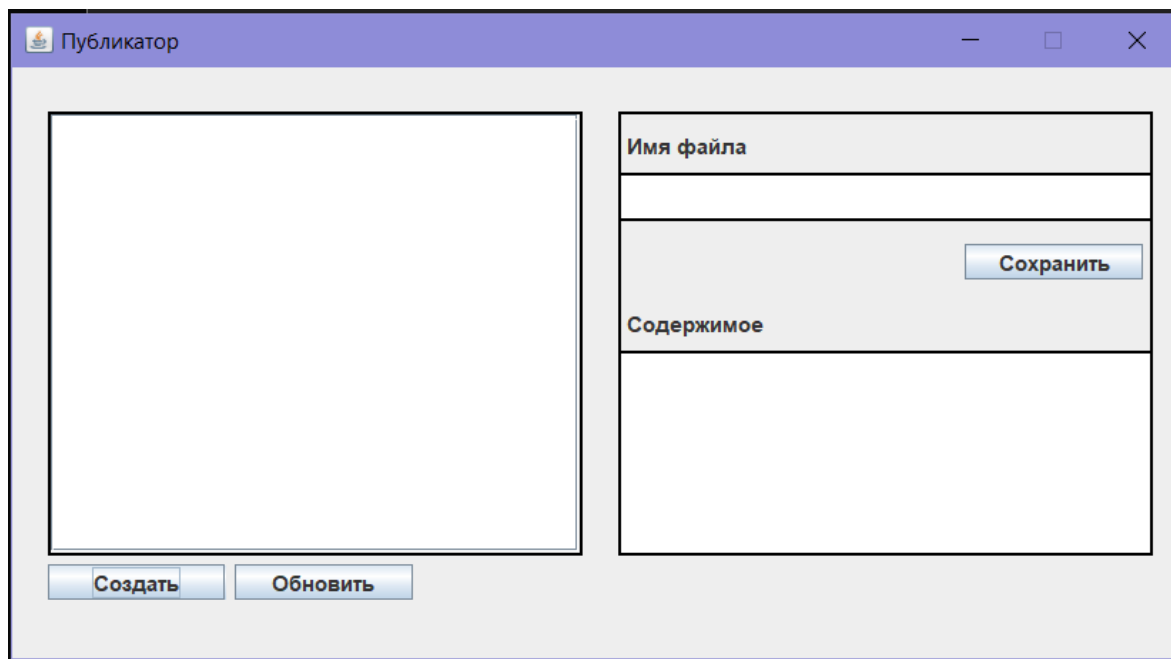 Публикатор
Имя файла
Сохранить
Содержимое
Создать
Обновить